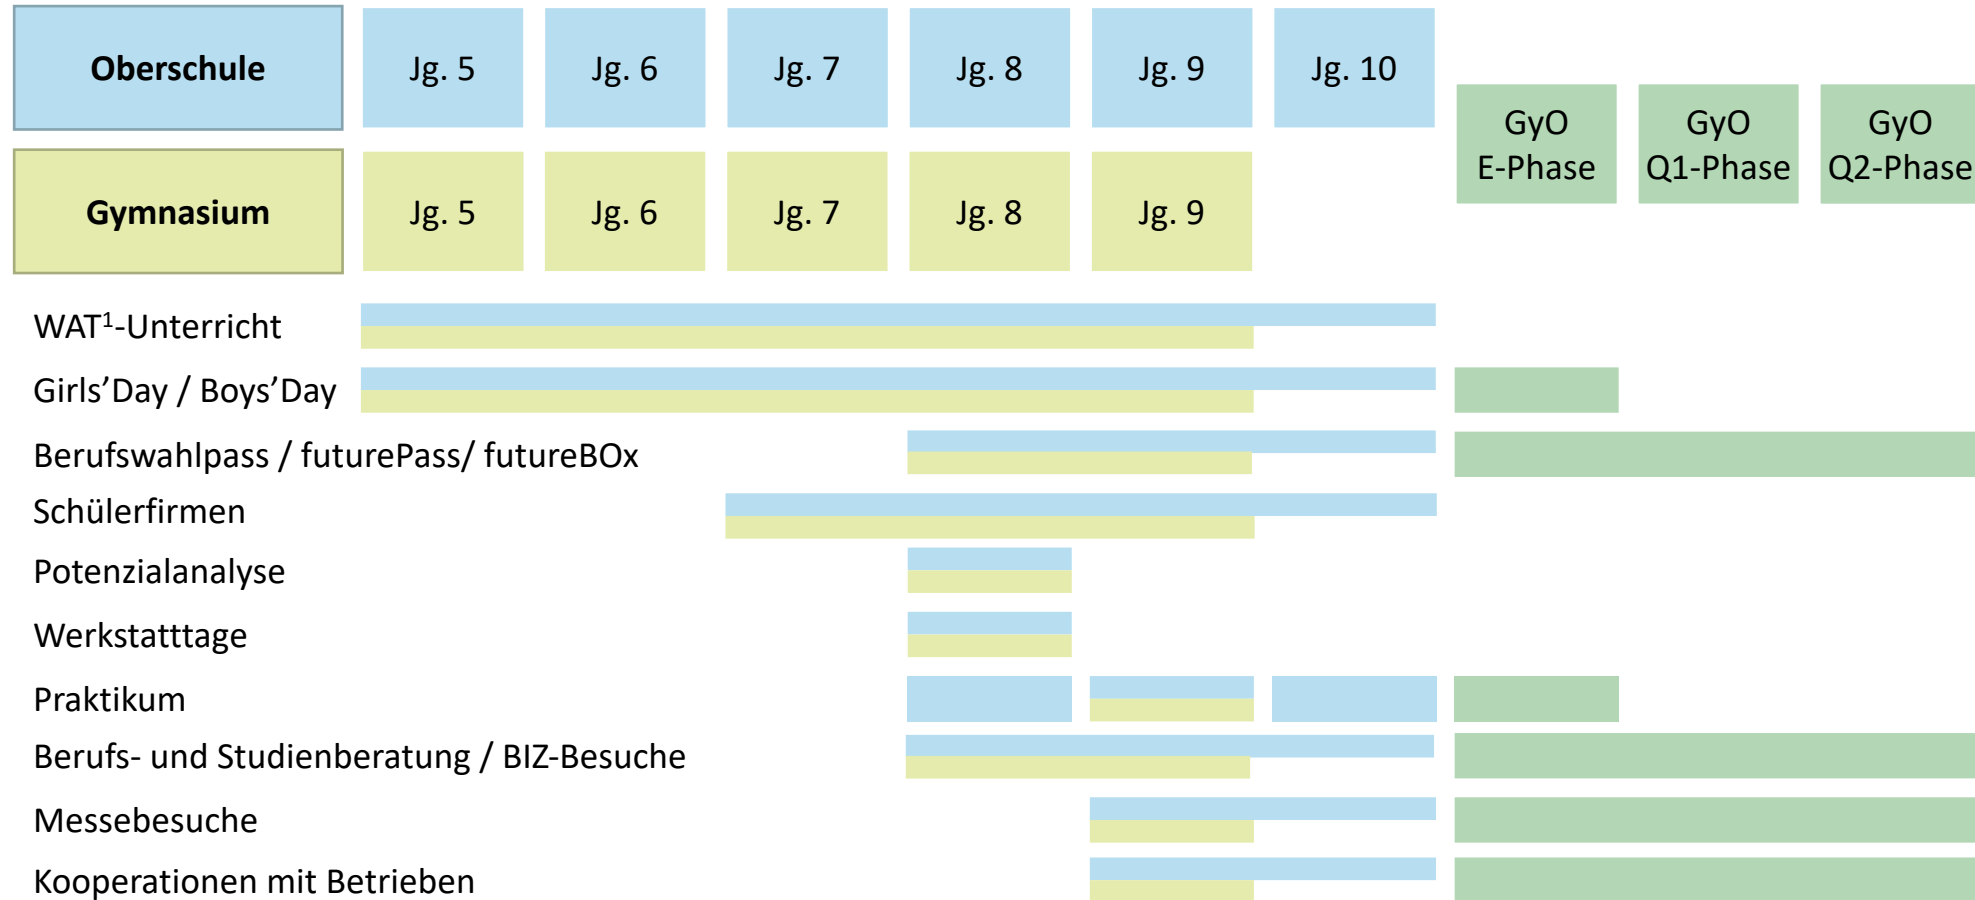 Oberschule Jg. 5 Jg. 6 Jg. 7 Jg. 8 Jg. 9 Jg. 10
GyO E-Phase
GyO Q1-Phase
GyO Q2-Phase
Gymnasium Jg. 5 Jg. 6 Jg. 7 Jg. 8 Jg. 9
WAT¹-Unterricht
Girls’Day / Boys’Day
Berufswahlpass / futurePass/ futureBOx
Schülerfirmen
Potenzialanalyse
Werkstatttage
Praktikum
Berufs- und Studienberatung / BIZ-Besuche
Messebesuche
Kooperationen mit Betrieben